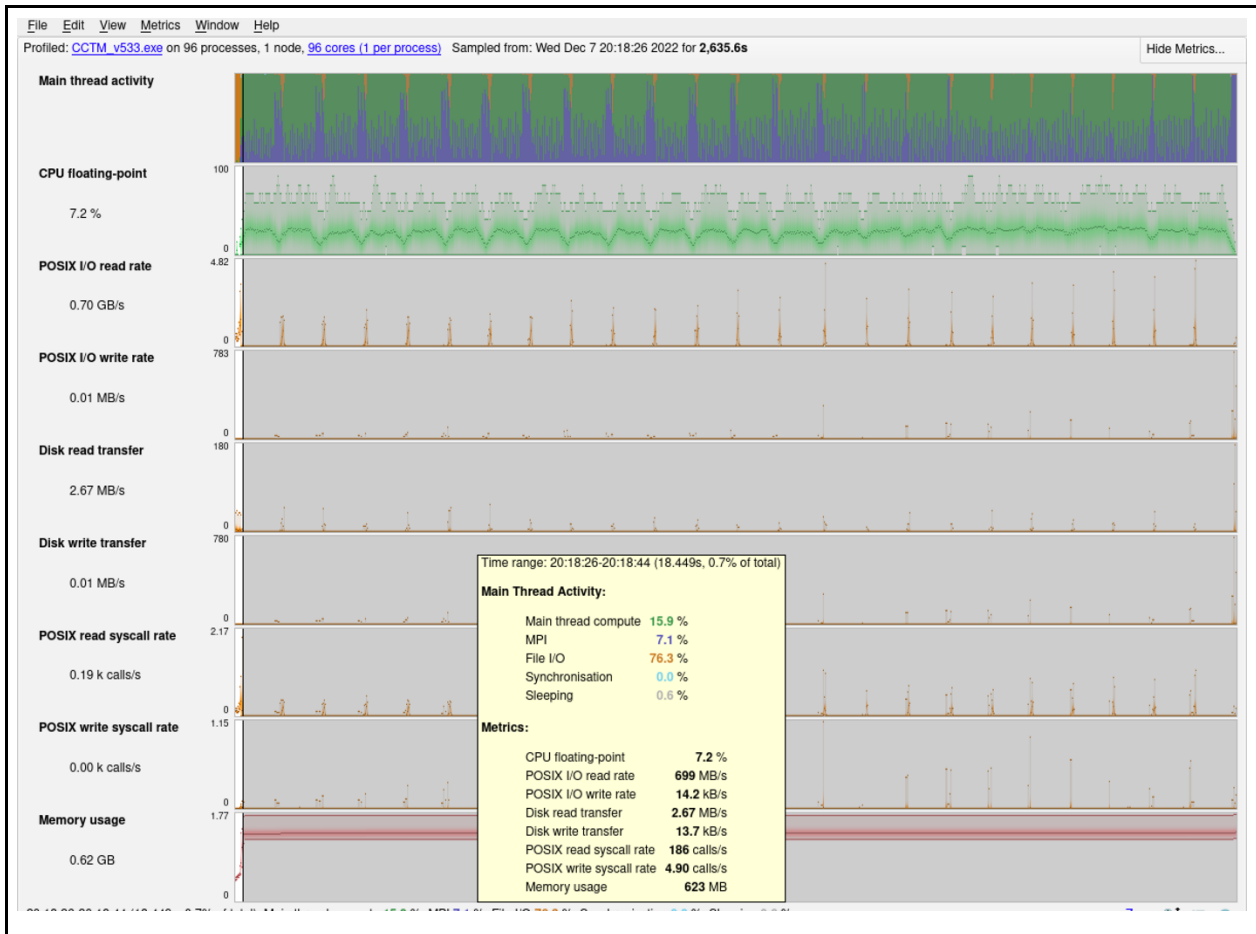 File Edit View Metrics Window Help
Profiled: CCTM_v533.exe on 96 processes, 1 node, 96 cores (1 per process) Sampled from: Wed Dec 7 20:18:26 2022 for 2,635.6s
Hide Metrics...
Main thread activity
CPU floating-point
100
7.2 %
0
POSIX I/O read rate
4.82
0.70 GB/s
0
POSIX I/O write rate
783
0.01 MB/s
0
Disk read transfer
180
2.67 MB/s
0
Disk write transfer
780
0.01 MB/s
0
POSIX read syscall rate
2.17
0.19 k calls/s
0
POSIX write syscall rate
1.15
0.00 k calls/s
0
Memory usage
1.77
0.62 GB
0
Time range: 20:18:26-20:18:44 (18.449s, 0.7% of total)
Main Thread Activity:
Main thread compute 15.9 %
MPI 7.1 %
File I/O 76.3 %
Synchronisation 0.0 %
Sleeping 0.6 %
Metrics:
CPU floating-point 7.2 %
POSIX I/O read rate 699 MB/s
POSIX I/O write rate 14.2 kB/s
Disk read transfer 2.67 MB/s
Disk write transfer 13.7 kB/s
POSIX read syscall rate 186 calls/s
POSIX write syscall rate 4.90 calls/s
Memory usage 623 MB